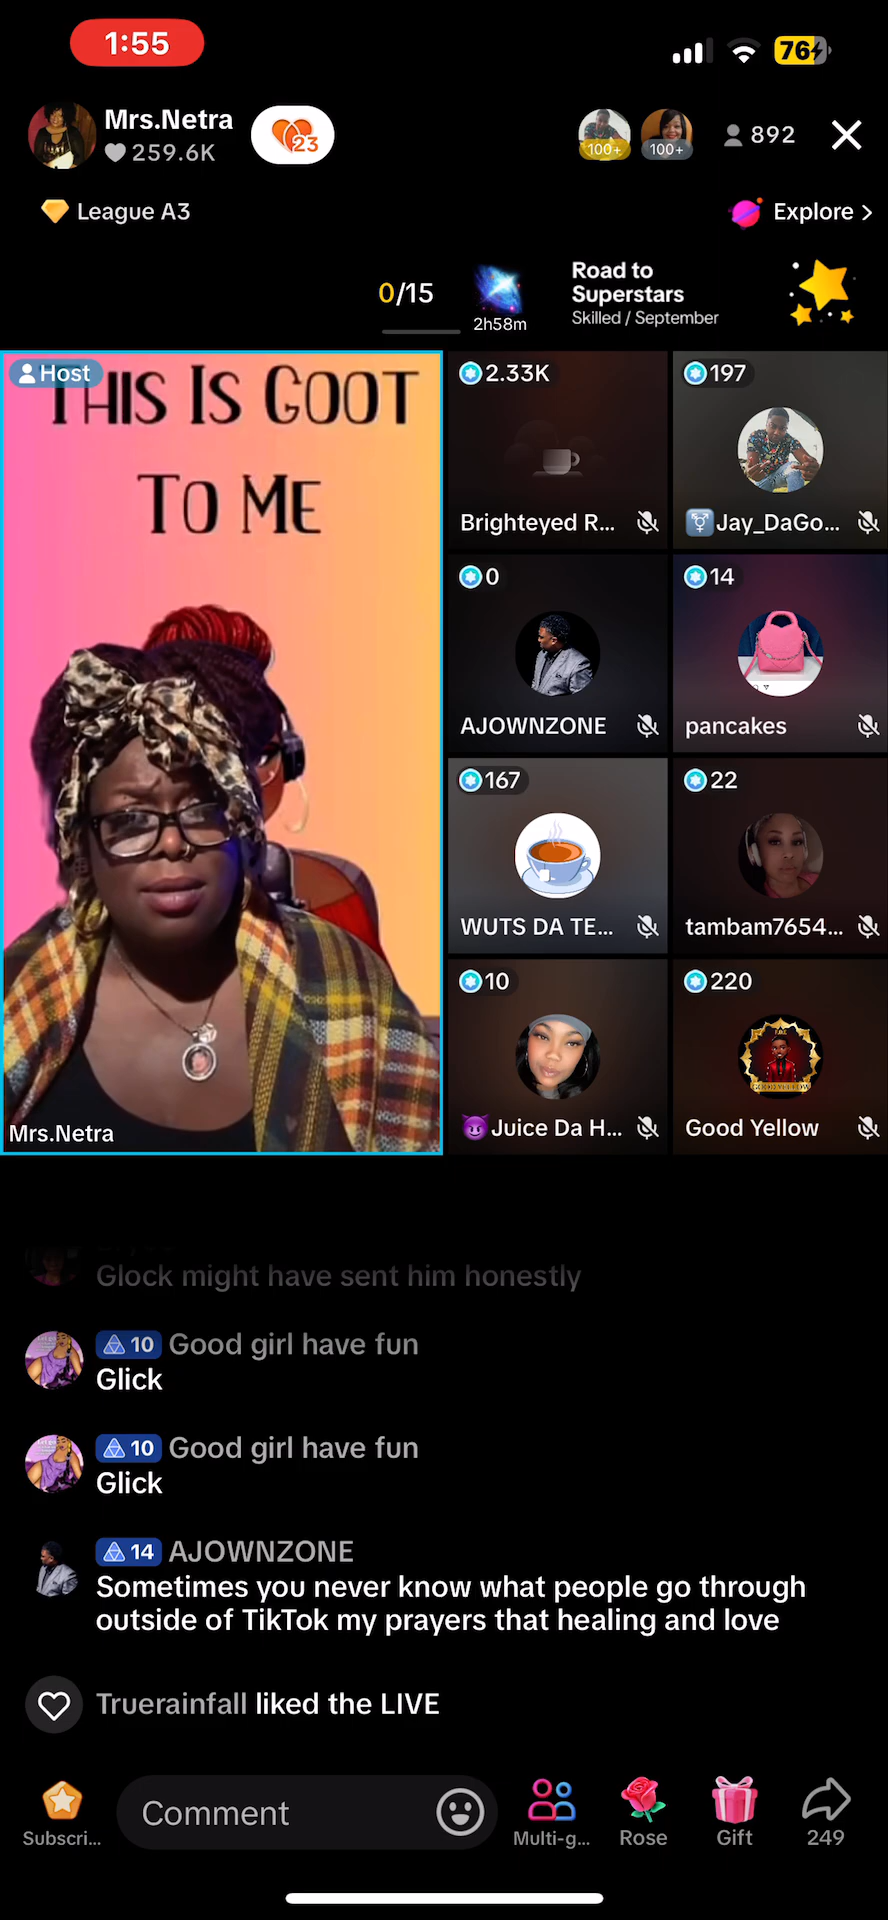 1:55
76
Mrs.Netra
259.6K
23
100+
100+
892
League A3
Explore
0/15
2h58m
Road to
Superstars
Skilled / September
Host
THIS IS GOOT
TO ME
Mrs.Netra
2.33K
Brighteyed R...
197
Jay_DaGo...
0
AJOWNZONE
14
pancakes
167
WUTS DA TE...
22
tambam7654...
10
Juice Da H...
220
GOOD YELLOW
Good Yellow
Glock might have sent him honestly
10 Good girl have fun
Glick
10 Good girl have fun
Glick
14 AJOWNZONE
Sometimes you never know what people go through
outside of TikTok my prayers that healing and love
Truerainfall liked the LIVE
Subscri...
Comment
Multi-g...
Rose
Gift
249